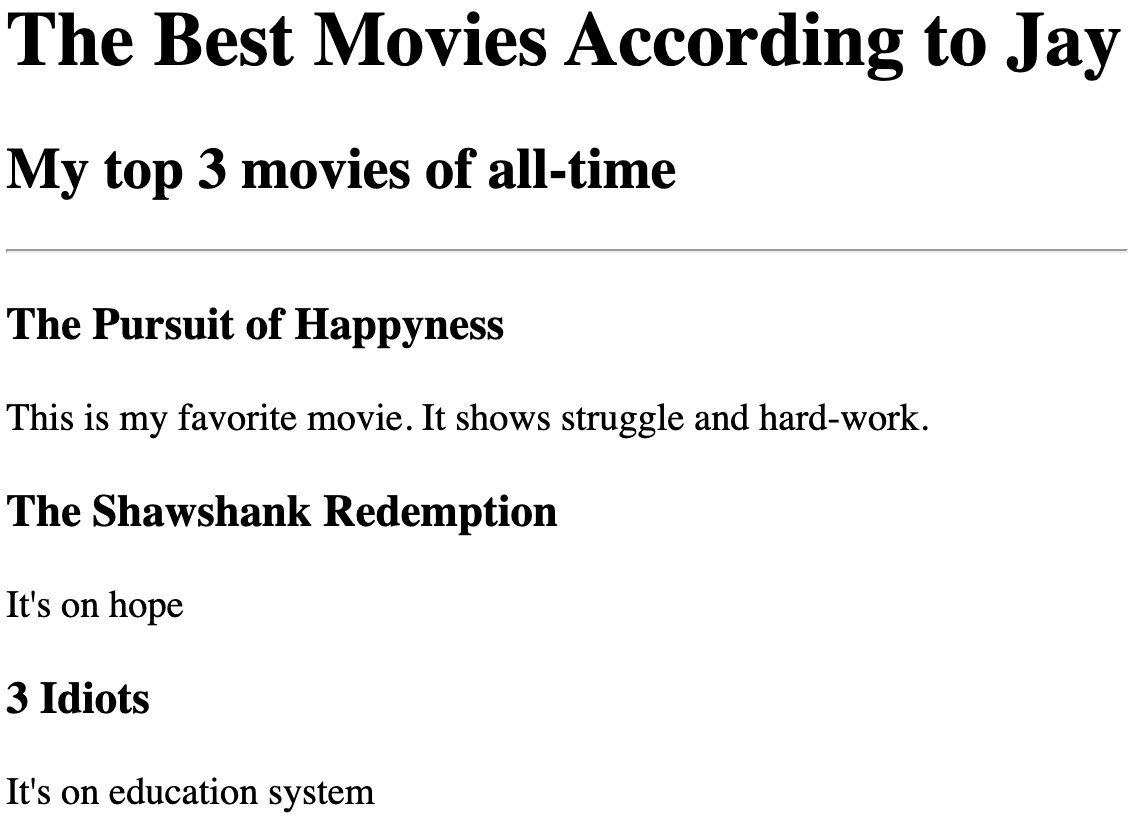 The Best Movies According to Jay
My top 3 movies of all-time
The Pursuit of Happyness
This is my favorite movie. It shows struggle and hard-work.
The Shawshank Redemption
It's on hope
3 Idiots
It's on education system